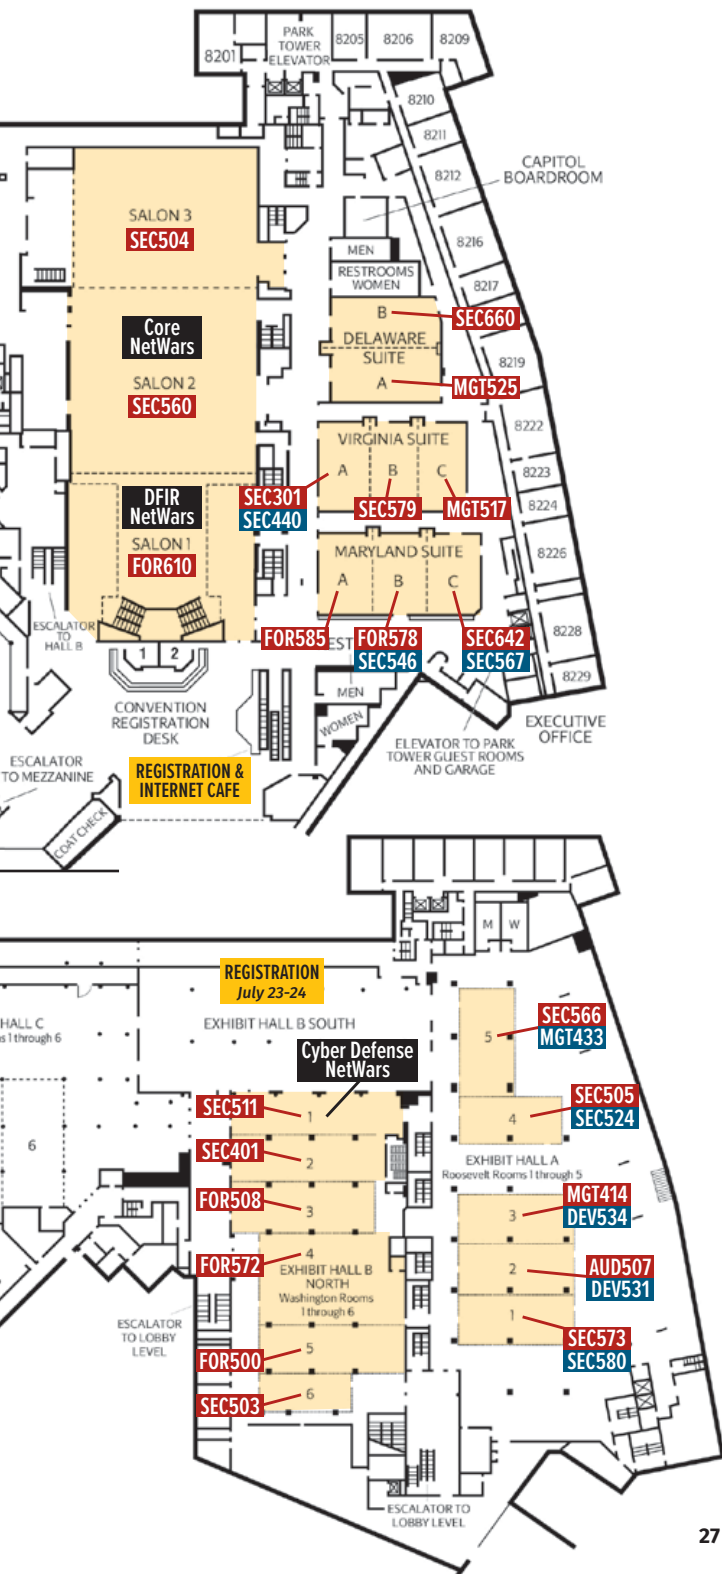 PARK
TOWER
ELEVATOR
8201
8205
8206
8209
8210
8211
8212
CAPITOL
BOARDROOM
SALON 3
SEC504
MEN
RESTROOMS
WOMEN
8216
8217
B
SEC660
Core
NetWars
DELAWARE
SUITE
8219
SALON 2
SEC560
A
MGT525
8222
VIRGINIA SUITE
A
B
C
8223
DFIR
NetWars
SEC301
SEC440
SEC579
MGT517
8224
SALON 1
FOR610
MARYLAND SUITE
8226
A
B
C
ESCALATOR
TO
HALL B
FOR585
EST
FOR578
SEC546
SEC642
SEC567
8228
1
2
8229
MEN
CONVENTION
REGISTRATION
DESK
WOMEN
EXECUTIVE
OFFICE
ELEVATOR TO PARK
TOWER GUEST ROOMS
AND GARAGE
ESCALATOR
TO MEZZANINE
REGISTRATION &
INTERNET CAFE
COAT CHECK
M
W
REGISTRATION
July 23-24
HALL C
s 1 through 6
EXHIBIT HALL B SOUTH
5
SEC566
MGT433
Cyber Defense
NetWars
SEC511
1
4
SEC505
SEC524
6
SEC401
2
EXHIBIT HALL A
Roosevelt Rooms 1 through 5
FOR508
3
3
MGT414
DEV534
4
FOR572
EXHIBIT HALL B
NORTH
Washington Rooms
1 through 6
2
AUD507
DEV531
1
ESCALATOR
TO LOBBY
LEVEL
SEC573
SEC580
FOR500
5
SEC503
6
ESCALATOR TO
LOBBY LEVEL
27